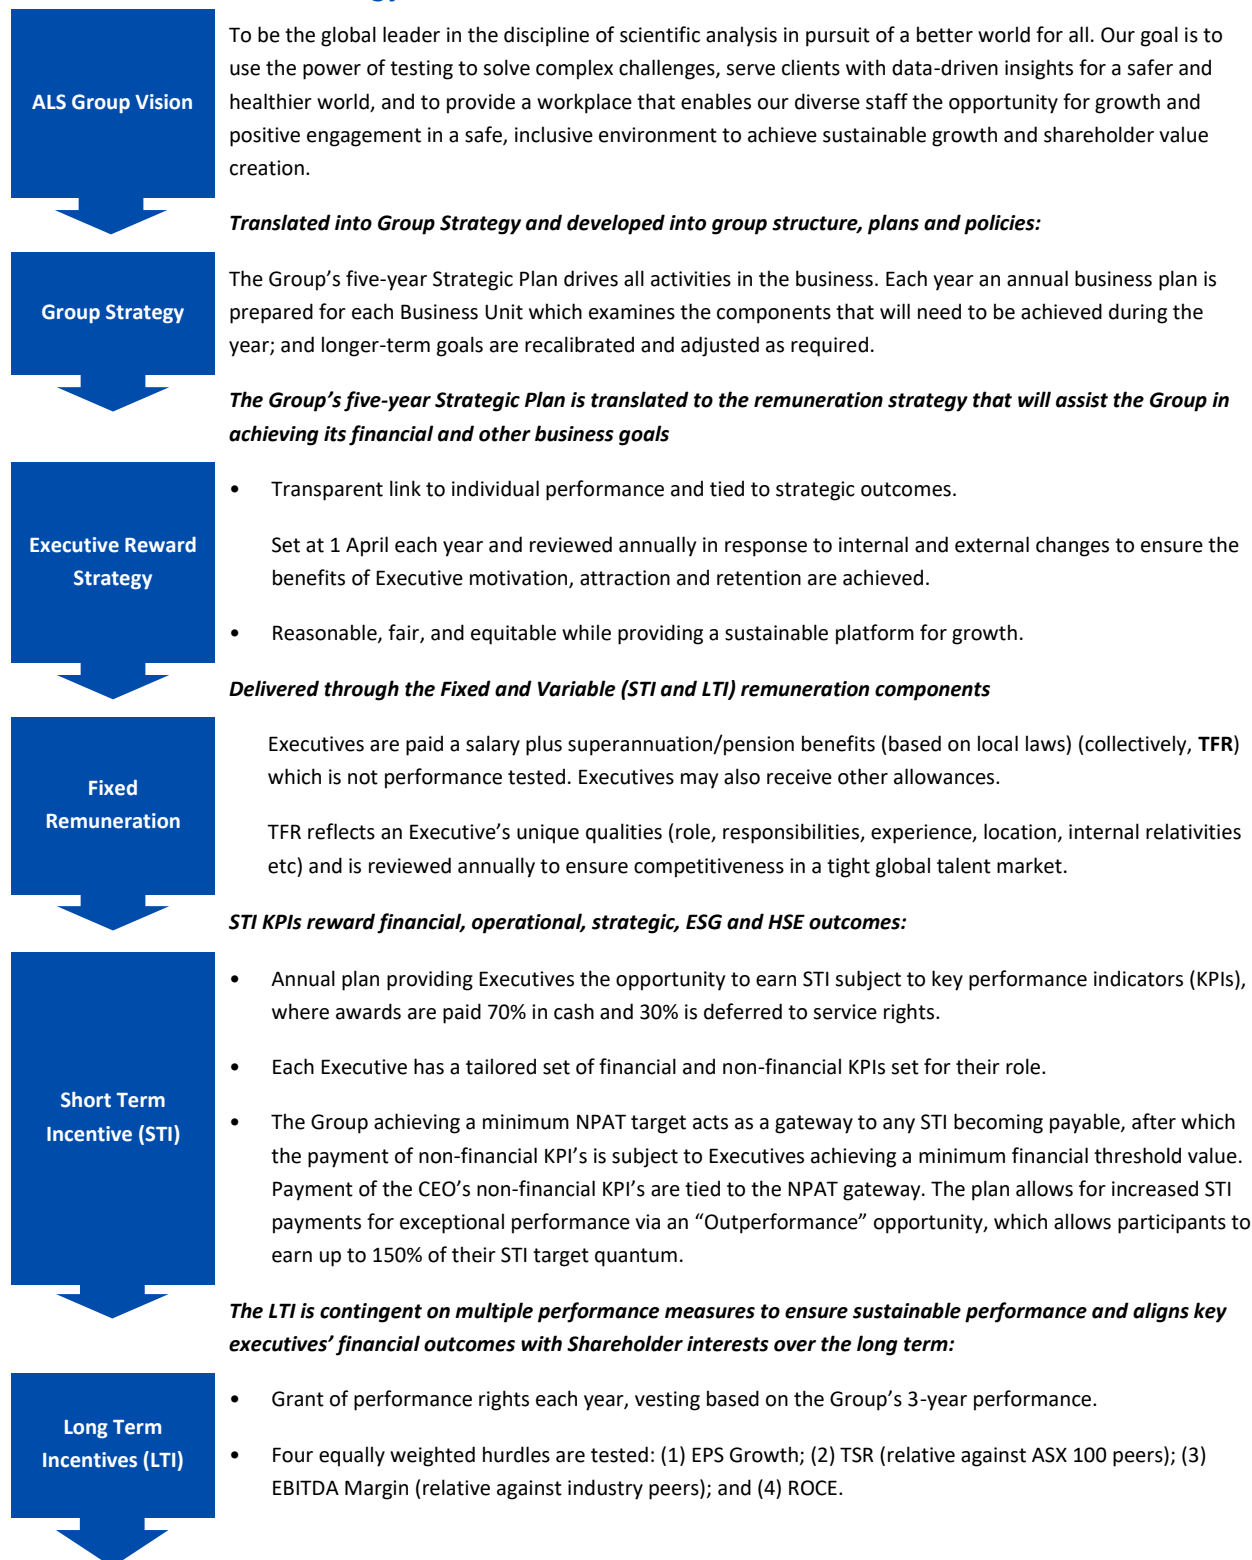 ALS Group Vision
To be the global leader in the discipline of scientific analysis in pursuit of a better world for all. Our goal is to
use the power of testing to solve complex challenges, serve clients with data-driven insights for a safer and
healthier world, and to provide a workplace that enables our diverse staff the opportunity for growth and
positive engagement in a safe, inclusive environment to achieve sustainable growth and shareholder value
creation.
Translated into Group Strategy and developed into group structure, plans and policies:
Group Strategy
The Group’s five-year Strategic Plan drives all activities in the business. Each year an annual business plan is
prepared for each Business Unit which examines the components that will need to be achieved during the
year; and longer-term goals are recalibrated and adjusted as required.
The Group’s five-year Strategic Plan is translated to the remuneration strategy that will assist the Group in
achieving its financial and other business goals
Executive Reward
Strategy
• Transparent link to individual performance and tied to strategic outcomes.
Set at 1 April each year and reviewed annually in response to internal and external changes to ensure the
benefits of Executive motivation, attraction and retention are achieved.
• Reasonable, fair, and equitable while providing a sustainable platform for growth.
Delivered through the Fixed and Variable (STI and LTI) remuneration components
Fixed
Remuneration
Executives are paid a salary plus superannuation/pension benefits (based on local laws) (collectively, TFR)
which is not performance tested. Executives may also receive other allowances.
TFR reflects an Executive’s unique qualities (role, responsibilities, experience, location, internal relativities
etc) and is reviewed annually to ensure competitiveness in a tight global talent market.
STI KPIs reward financial, operational, strategic, ESG and HSE outcomes:
Short Term
Incentive (STI)
• Annual plan providing Executives the opportunity to earn STI subject to key performance indicators (KPIs),
where awards are paid 70% in cash and 30% is deferred to service rights.
• Each Executive has a tailored set of financial and non-financial KPIs set for their role.
• The Group achieving a minimum NPAT target acts as a gateway to any STI becoming payable, after which
the payment of non-financial KPI’s is subject to Executives achieving a minimum financial threshold value.
Payment of the CEO’s non-financial KPI’s are tied to the NPAT gateway. The plan allows for increased STI
payments for exceptional performance via an “Outperformance” opportunity, which allows participants to
earn up to 150% of their STI target quantum.
The LTI is contingent on multiple performance measures to ensure sustainable performance and aligns key
executives’ financial outcomes with Shareholder interests over the long term:
Long Term
Incentives (LTI)
• Grant of performance rights each year, vesting based on the Group’s 3-year performance.
• Four equally weighted hurdles are tested: (1) EPS Growth; (2) TSR (relative against ASX 100 peers); (3)
EBITDA Margin (relative against industry peers); and (4) ROCE.